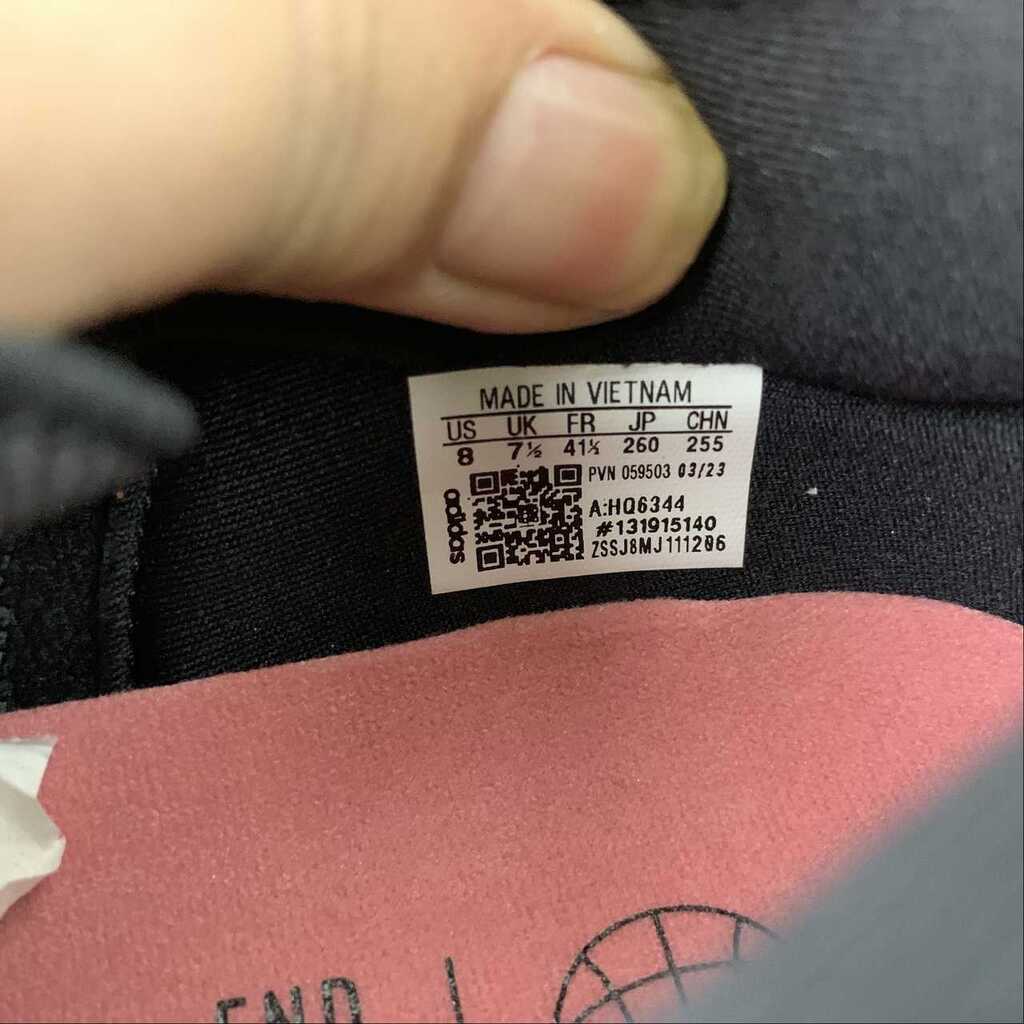 MADE IN VIETNAM
US UK FR JP CHN
8 7½ 41⅓ 260 255
PVN 059503 03/23
A:HQ6344
#131915140
ZSSJ8MJ111206
adidas
END